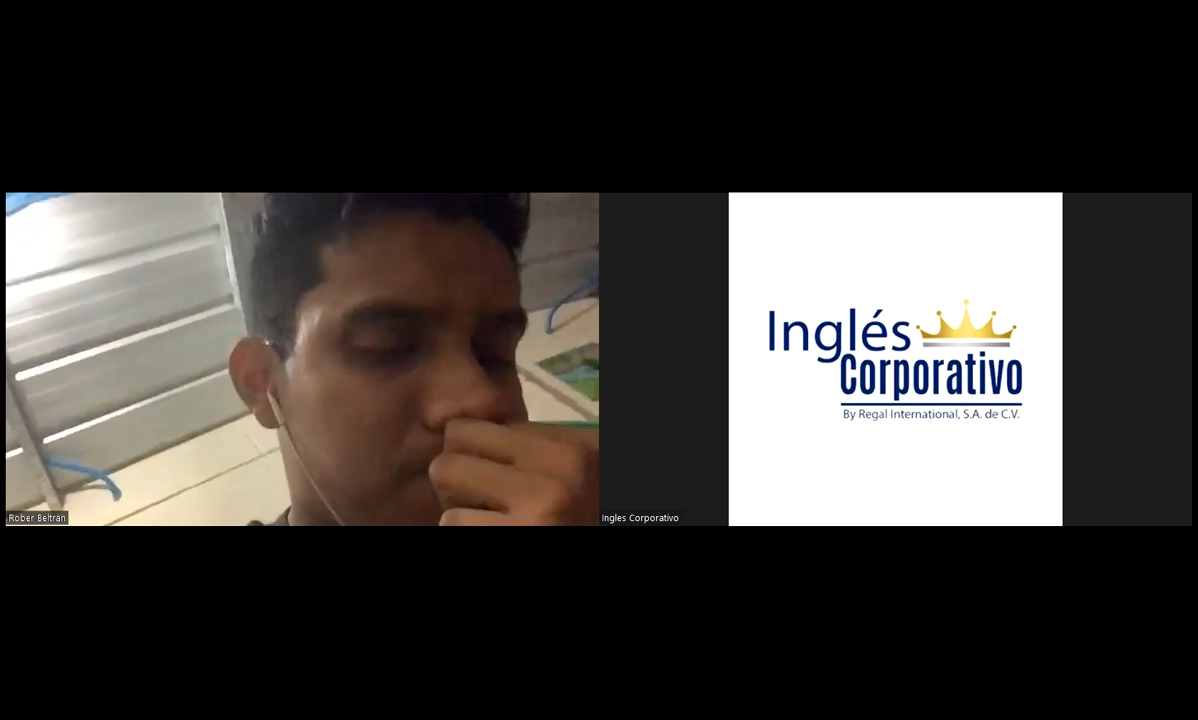 Inglés
Corporativo
By Regal International, S.A. de C.V.
Rober Beltran
Ingles Corporativo